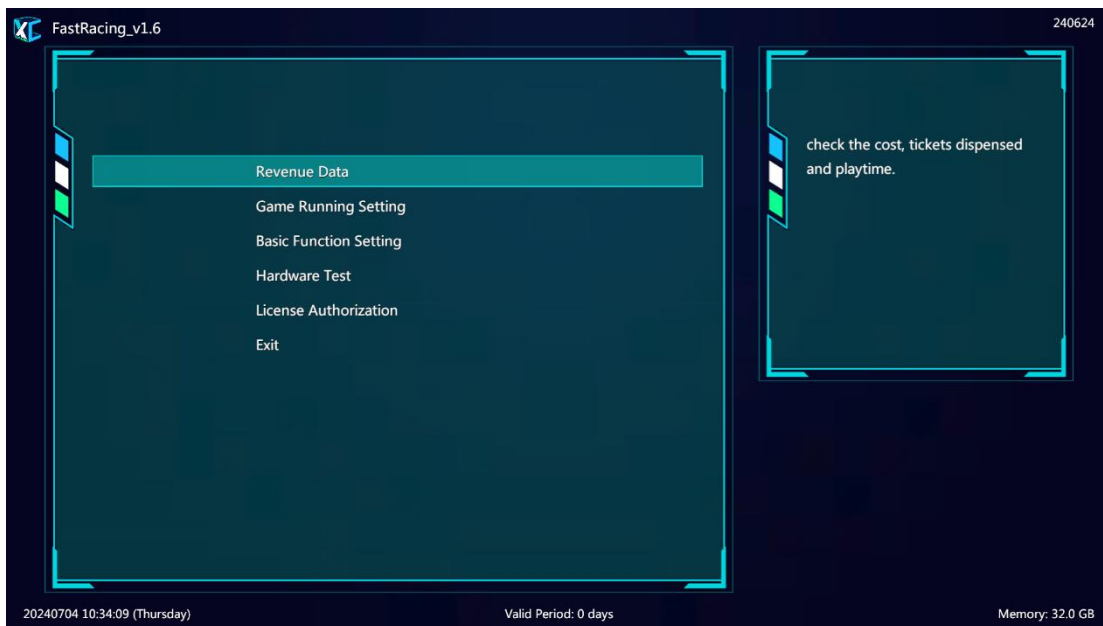 XC FastRacing_v1.6
240624
Revenue Data
Game Running Setting
Basic Function Setting
Hardware Test
License Authorization
Exit
check the cost, tickets dispensed
and playtime.
20240704 10:34:09 (Thursday)
Valid Period: 0 days
Memory: 32.0 GB